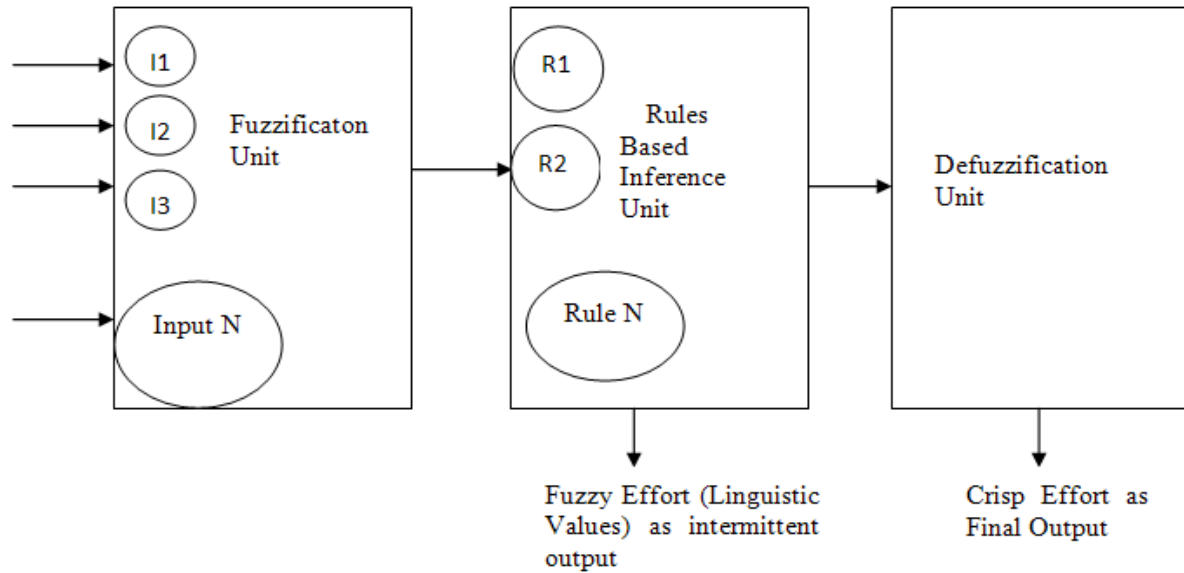 I1
I2
I3
Fuzzificaton
Unit
Input N
R1
R2
Rules
Based
Inference
Unit
Rule N
Defuzzification
Unit
Fuzzy Effort (Linguistic
Values) as intermittent
output
Crisp Effort as
Final Output